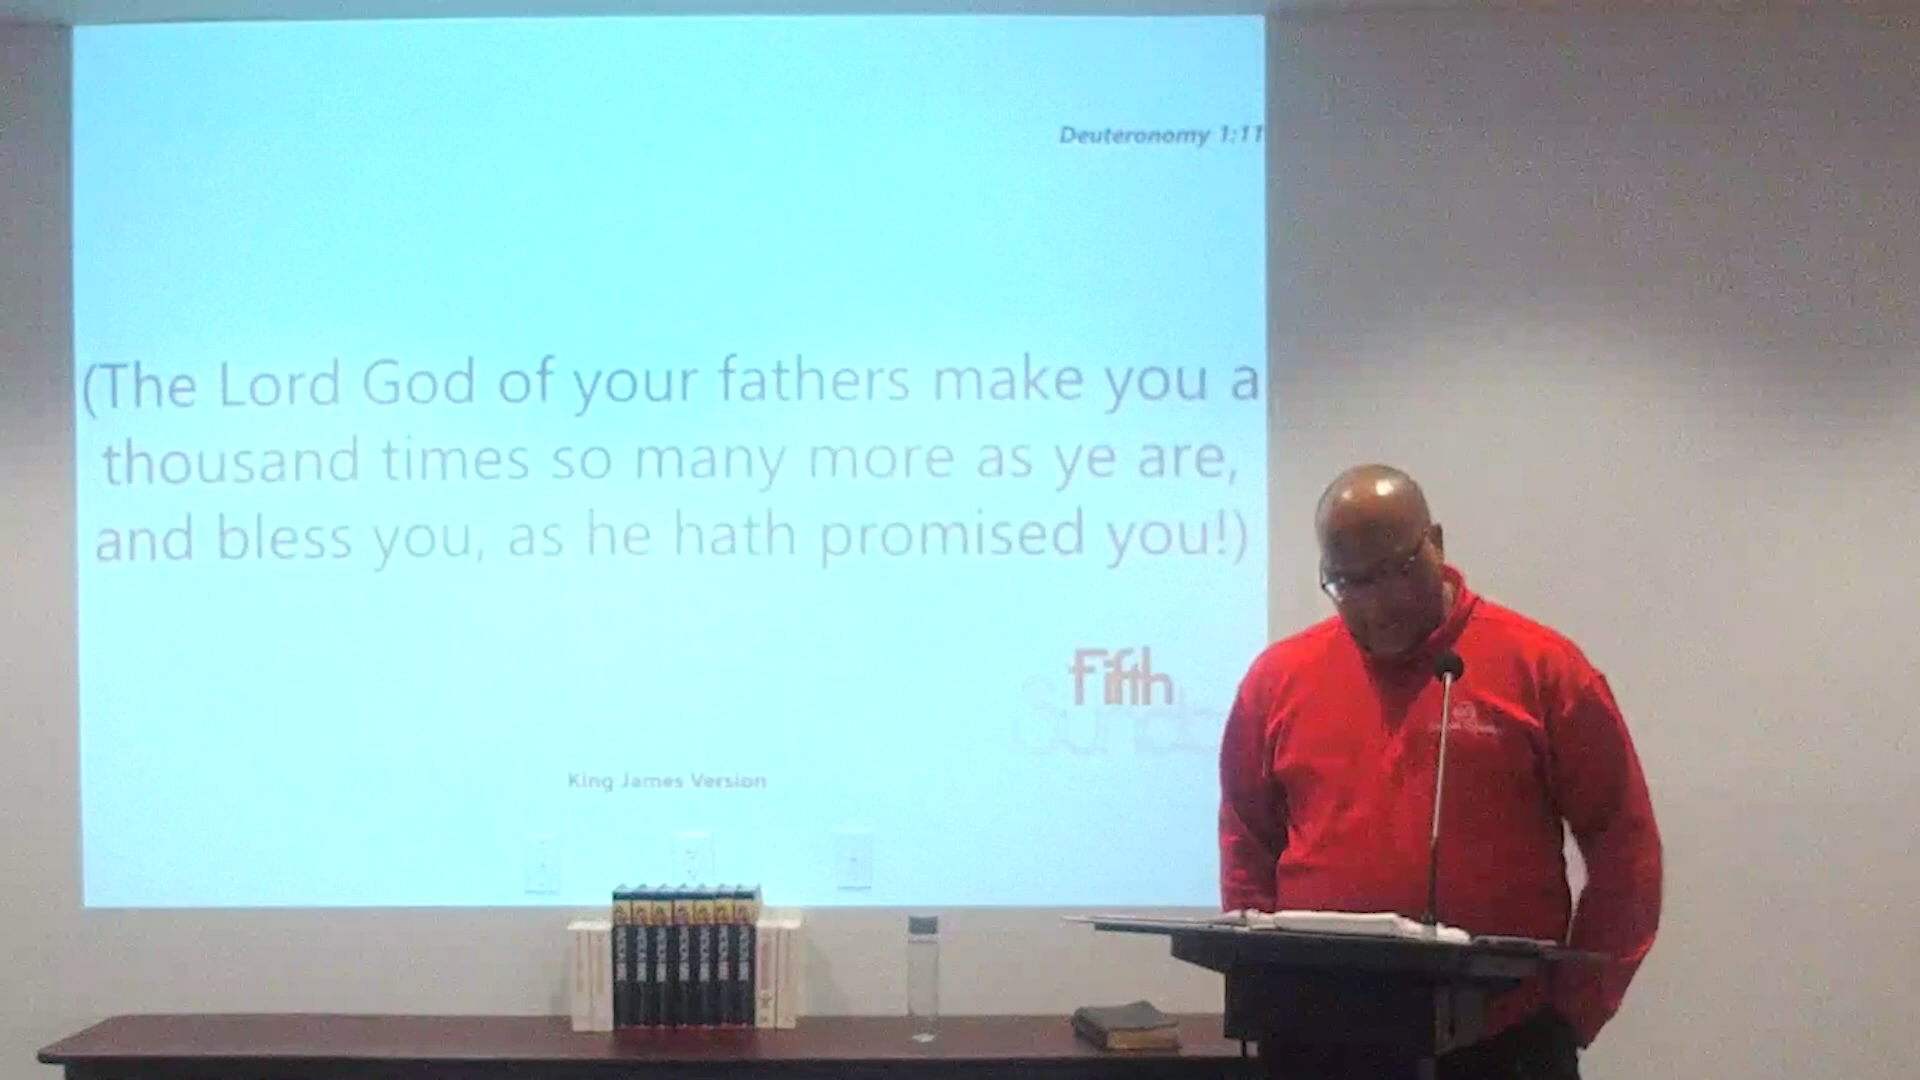 Deuteronomy 1:11
(The Lord God of your fathers make you a
thousand times so many more as ye are,
and bless you, as he hath promised you!)
Fifth
Sunday
King James Version